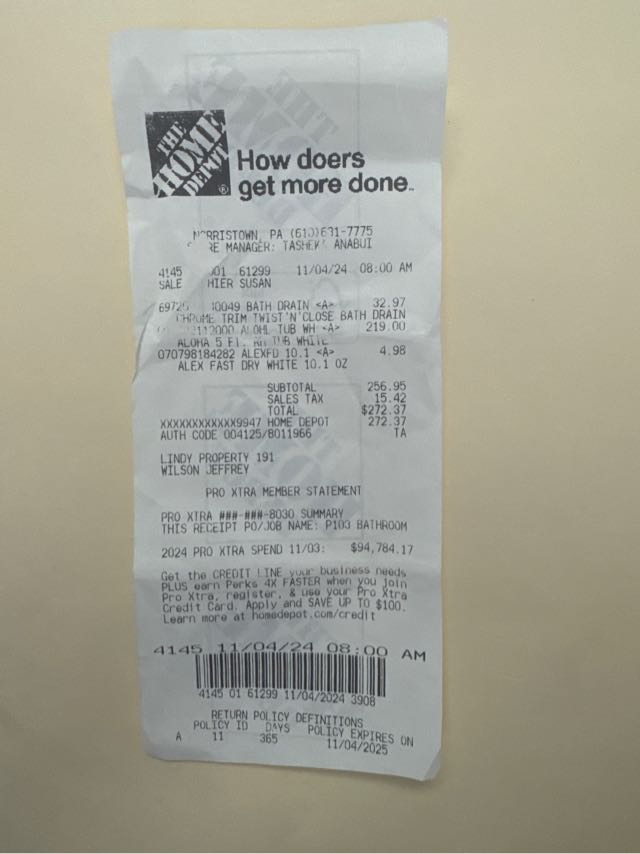 THE
HOME
DEPOT
®
How doers
get more done™
NORRISTOWN, PA (610)631-7775
MANAGER: ANABUI
4145 61299 11/04/24 08:00 AM
SALE SUSAN
BATH DRAIN <A> 32.97
CHROME TRIM TWIST'N'CLOSE BATH DRAIN
TUB WH <A> 219.00
ALOHA 5 FT. RH TUB WHITE
070798184282 ALEXFD 10.1 <A> 4.98
ALEX FAST DRY WHITE 10.1 OZ
SUBTOTAL 256.95
SALES TAX 15.42
TOTAL $272.37
XXXXXXXXXXXX9947 HOME DEPOT 272.37
AUTH CODE 004125/8011966 TA
LINDY PROPERTY 191
WILSON JEFFREY
PRO XTRA MEMBER STATEMENT
PRO XTRA ###-###-8030 SUMMARY
THIS RECEIPT PO/JOB NAME: P103 BATHROOM
2024 PRO XTRA SPEND 11/03: $94,784.17
Get the CREDIT LINE your business needs
PLUS earn Perks 4X FASTER when you join
Pro Xtra, register, & use your Pro Xtra
Credit Card. Apply and SAVE UP TO $100.
Learn more at homedepot.com/credit
4145 11/04/24 08:00 AM
4145 01 61299 11/04/2024 3908
RETURN POLICY DEFINITIONS
POLICY ID DAYS POLICY EXPIRES ON
A 11 365 11/04/2025